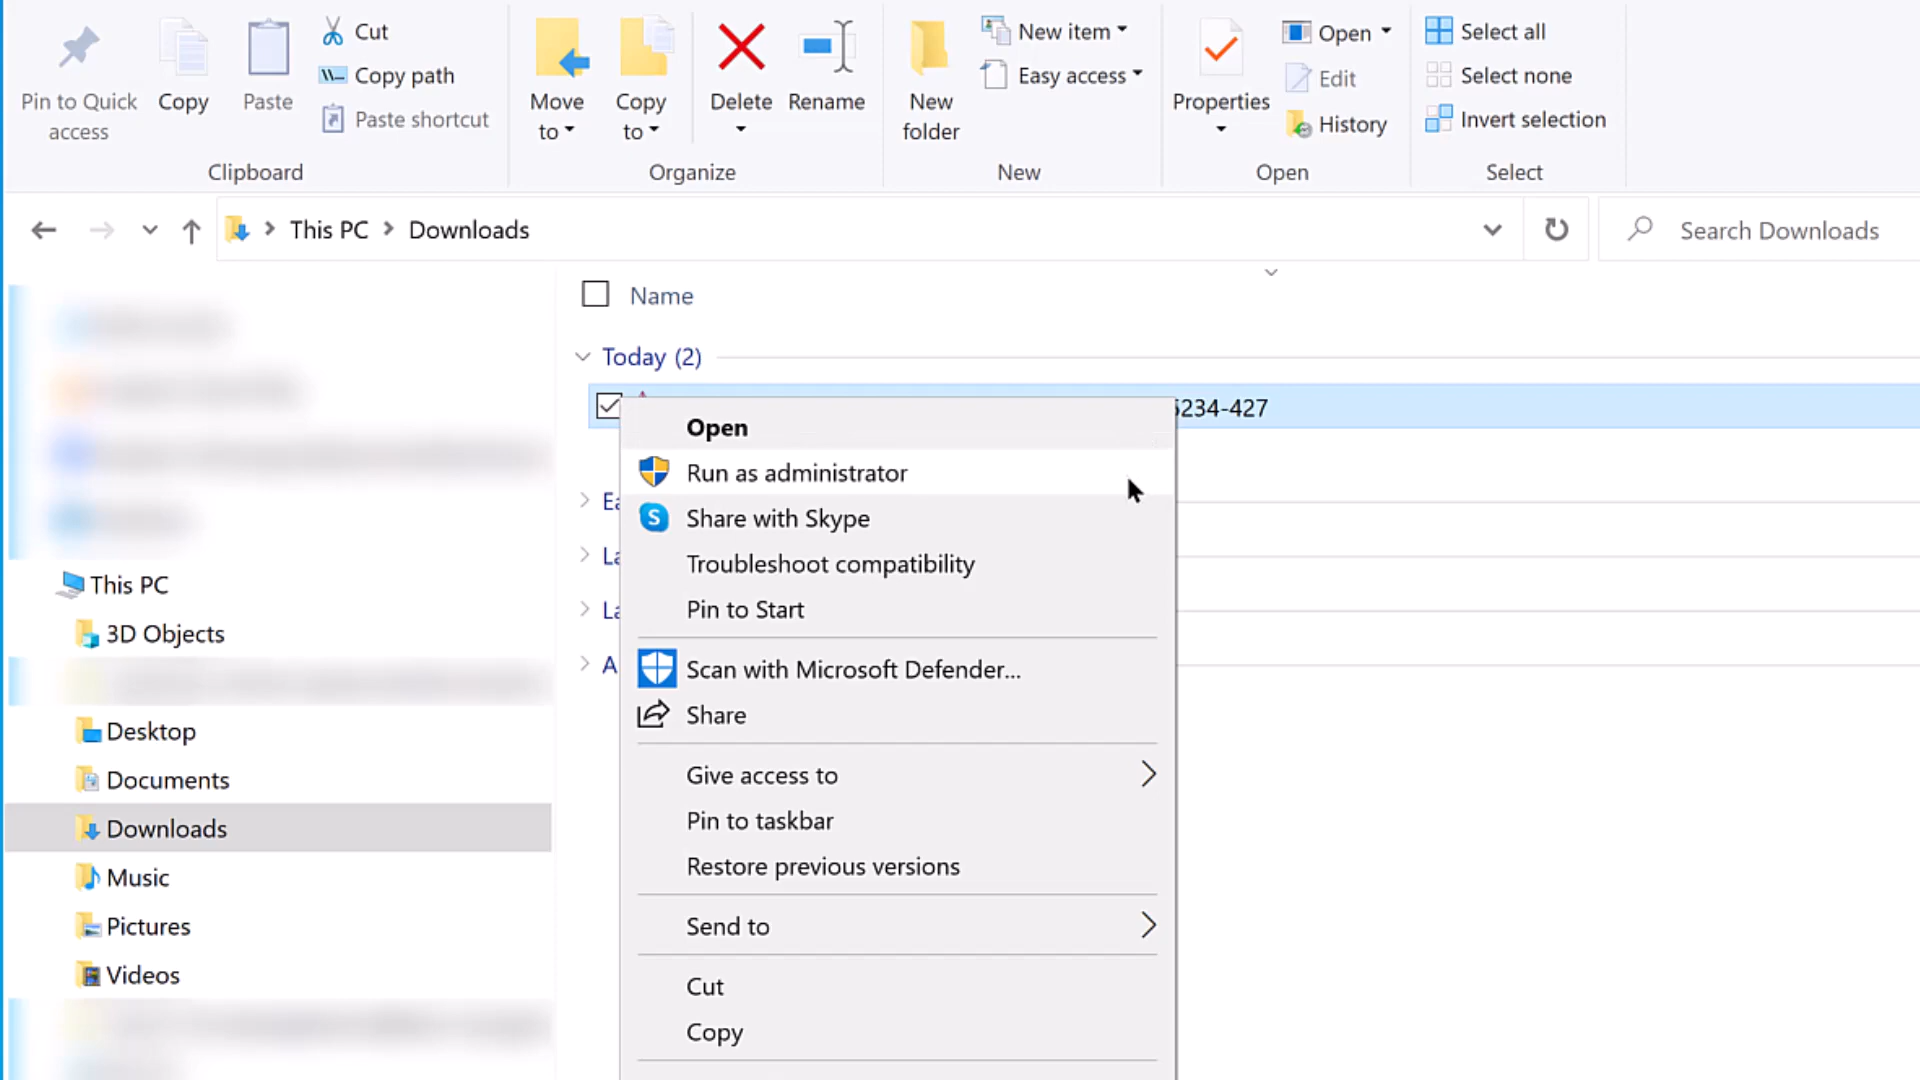 Pin to Quick
access
Copy
Paste
Cut
Copy path
Paste shortcut
Clipboard
Move
to
Copy
to
Delete
Rename
Organize
New
folder
New item
Easy access
New
Properties
Open
Edit
History
Open
Select all
Select none
Invert selection
Select
This PC > Downloads
Search Downloads
Name
Today (2)
5234-427
Open
Run as administrator
Share with Skype
Troubleshoot compatibility
Pin to Start
Scan with Microsoft Defender...
Share
Give access to
Pin to taskbar
Restore previous versions
Send to
Cut
Copy
This PC
3D Objects
Desktop
Documents
Downloads
Music
Pictures
Videos